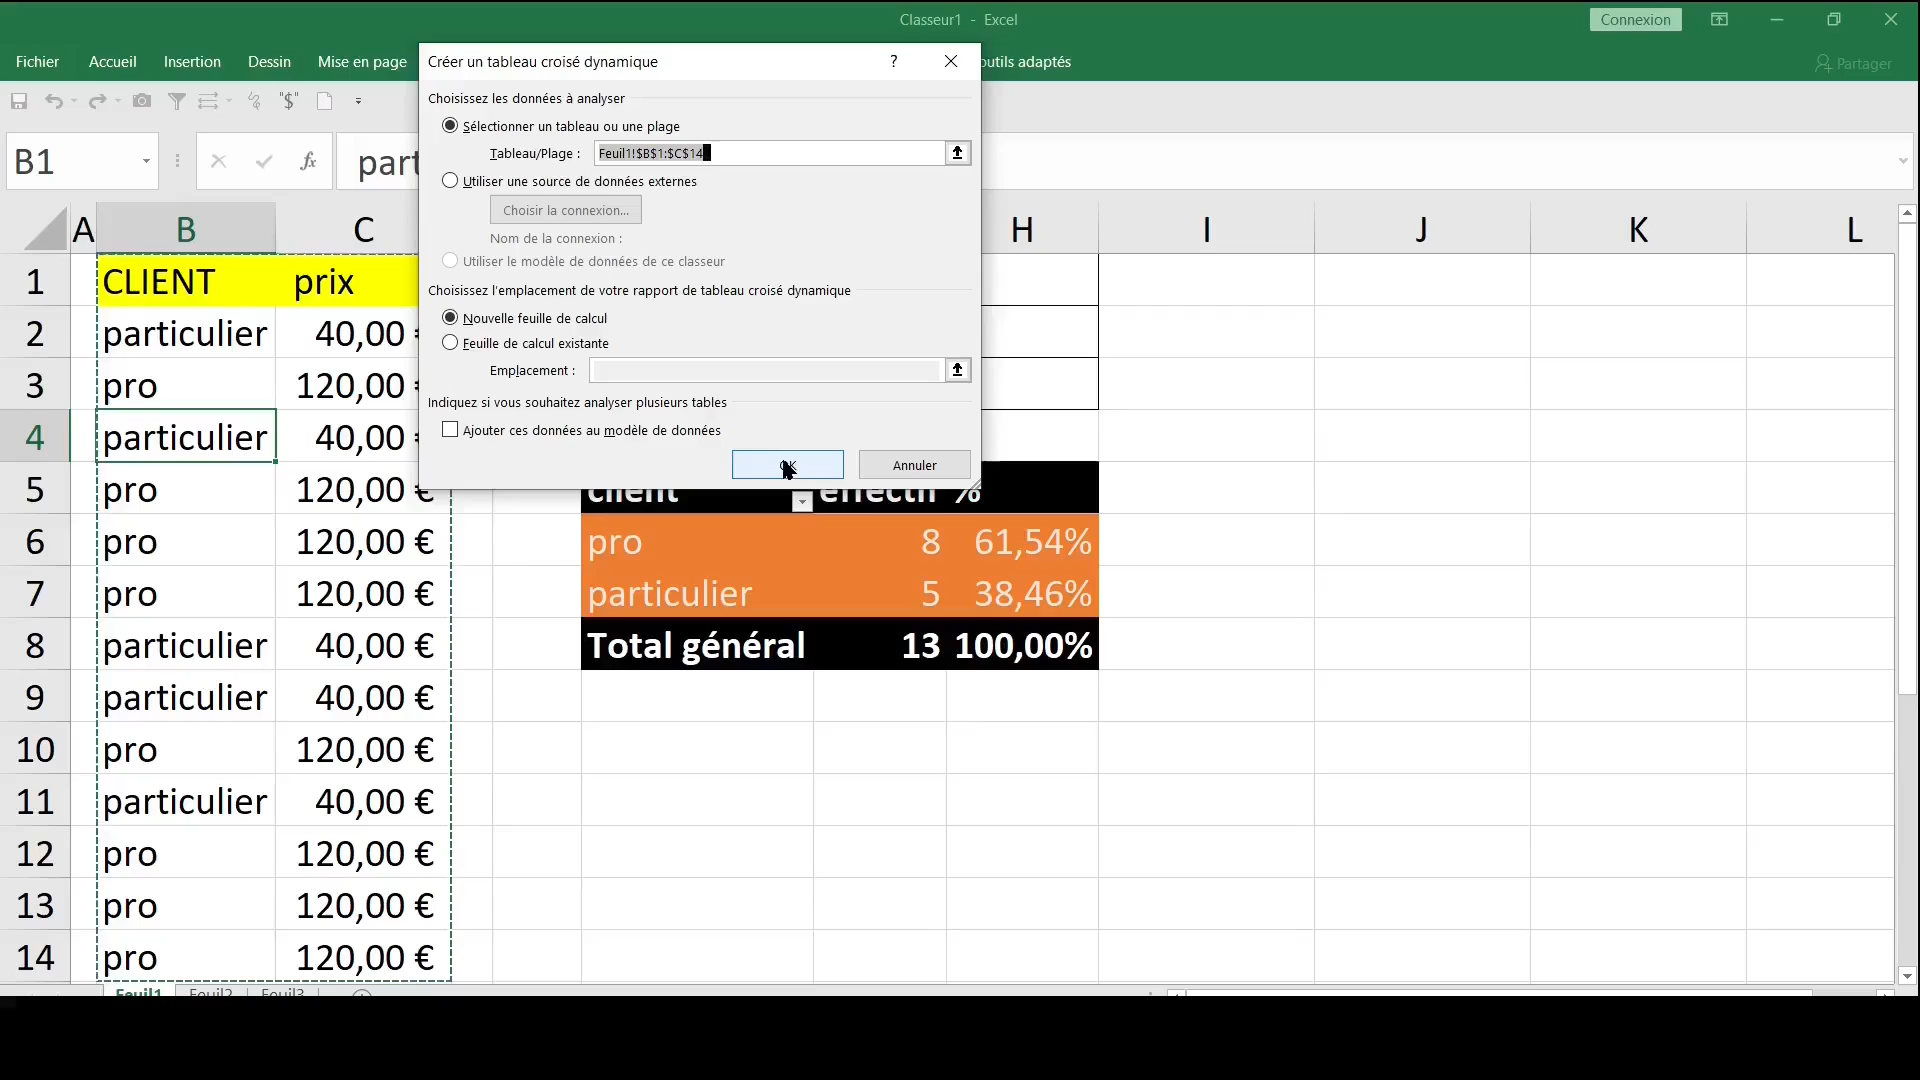 Classeur1 - Excel
Connexion
Fichier Accueil Insertion Dessin Mise en page
outils adaptés
Partager
Créer un tableau croisé dynamique ?
Choisissez les données à analyser
Sélectionner un tableau ou une plage
Tableau/Plage : Feuil1!$B$1:$C$14
Utiliser une source de données externes
Choisir la connexion...
Nom de la connexion :
Utiliser le modèle de données de ce classeur
Choisissez l'emplacement de votre rapport de tableau croisé dynamique
Nouvelle feuille de calcul
Feuille de calcul existante
Emplacement :
Indiquez si vous souhaitez analyser plusieurs tables
Ajouter ces données au modèle de données
OK Annuler
"$"
B1 fx part
A B C H I J K L
1 CLIENT prix
2 particulier 40,00 €
3 pro 120,00 €
4 particulier 40,00 €
5 pro 120,00 €
6 pro 120,00 €
7 pro 120,00 €
8 particulier 40,00 €
9 particulier 40,00 €
10 pro 120,00 €
11 particulier 40,00 €
12 pro 120,00 €
13 pro 120,00 €
14 pro 120,00 €
client effectif %
pro 8 61,54%
particulier 5 38,46%
Total général 13 100,00%
Feuil1 Feuil2 Feuil3